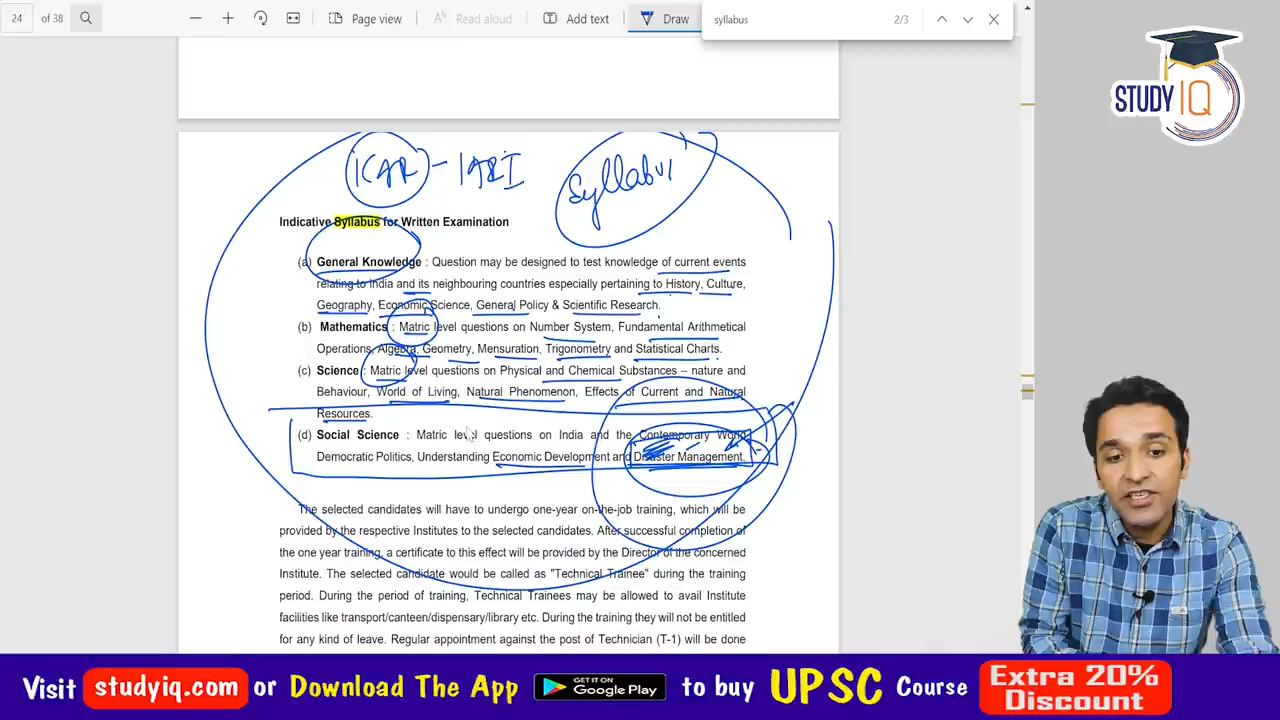 24 of 38 Page view Read aloud Add text Draw syllabus 2/3
STUDY IQ
ICAR - IARI Syllabus
Indicative Syllabus for Written Examination
(a) General Knowledge : Question may be designed to test knowledge of current events
relating to India and its neighbouring countries especially pertaining to History, Culture,
Geography, Economic Science, General Policy & Scientific Research.
(b) Mathematics : Matric level questions on Number System, Fundamental Arithmetical
Operations, Algebra, Geometry, Mensuration, Trigonometry and Statistical Charts.
(c) Science : Matric level questions on Physical and Chemical Substances – nature and
Behaviour, World of Living, Natural Phenomenon, Effects of Current and Natural
Resources.
(d) Social Science : Matric level questions on India and the Contemporary World
Democratic Politics, Understanding Economic Development and Disaster Management.
The selected candidates will have to undergo one-year on-the-job training, which will be
provided by the respective Institutes to the selected candidates. After successful completion of
the one year training, a certificate to this effect will be provided by the Director of the concerned
Institute. The selected candidate would be called as "Technical Trainee" during the training
period. During the period of training, Technical Trainees may be allowed to avail Institute
facilities like transport/canteen/dispensary/library etc. During the training they will not be entitled
for any kind of leave. Regular appointment against the post of Technician (T-1) will be done
Visit studyiq.com or Download The App GET IT ON Google Play to buy UPSC Course Extra 20% Discount